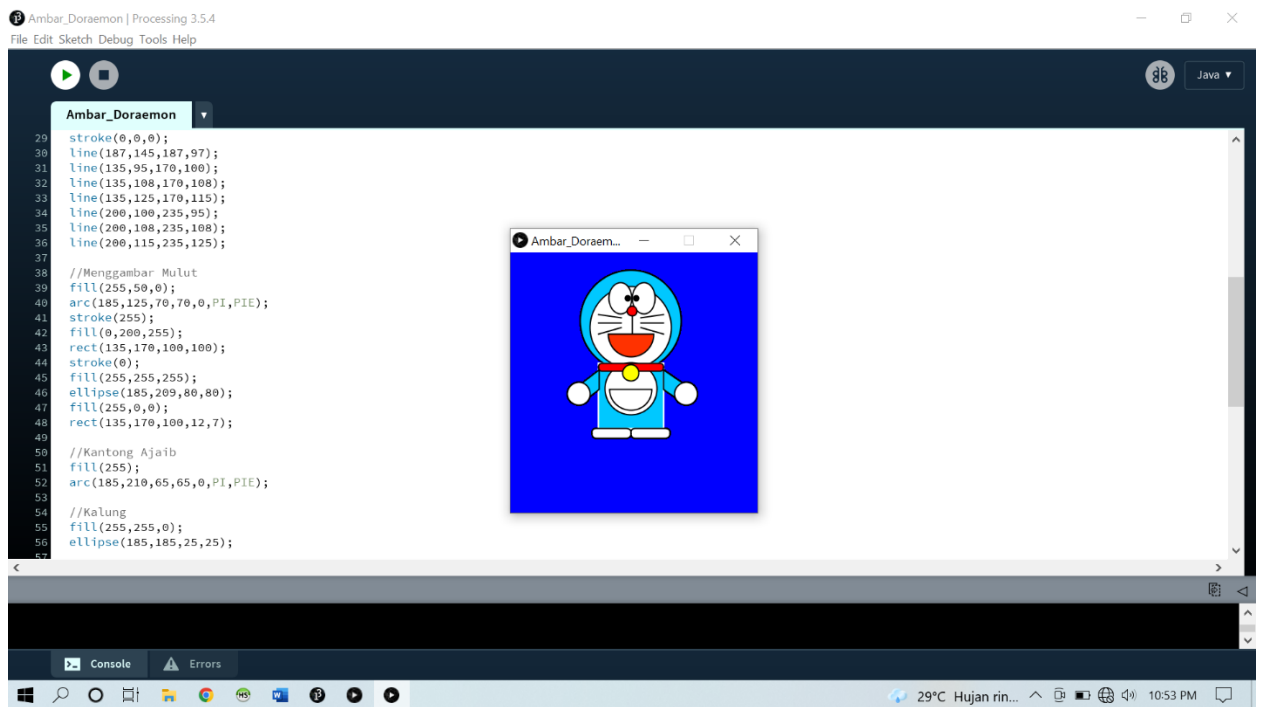 Ambar_Doraemon | Processing 3.5.4
File Edit Sketch Debug Tools Help
Java ▼
Ambar_Doraemon ▼
29 stroke(0,0,0);
30 line(187,145,187,97);
31 line(135,95,170,100);
32 line(135,108,170,108);
33 line(135,125,170,115);
34 line(200,100,235,95);
35 line(200,108,235,108);
36 line(200,115,235,125);
37
38 //Menggambar Mulut
39 fill(255,50,0);
40 arc(185,125,70,70,0,PI,PIE);
41 stroke(255);
42 fill(0,200,255);
43 rect(135,170,100,100);
44 stroke(0);
45 fill(255,255,255);
46 ellipse(185,209,80,80);
47 fill(255,0,0);
48 rect(135,170,100,12,7);
49
50 //Kantong Ajaib
51 fill(255);
52 arc(185,210,65,65,0,PI,PIE);
53
54 //Kalung
55 fill(255,255,0);
56 ellipse(185,185,25,25);
57
Ambar_Doraem...
Console Errors
29°C Hujan rin... 10:53 PM